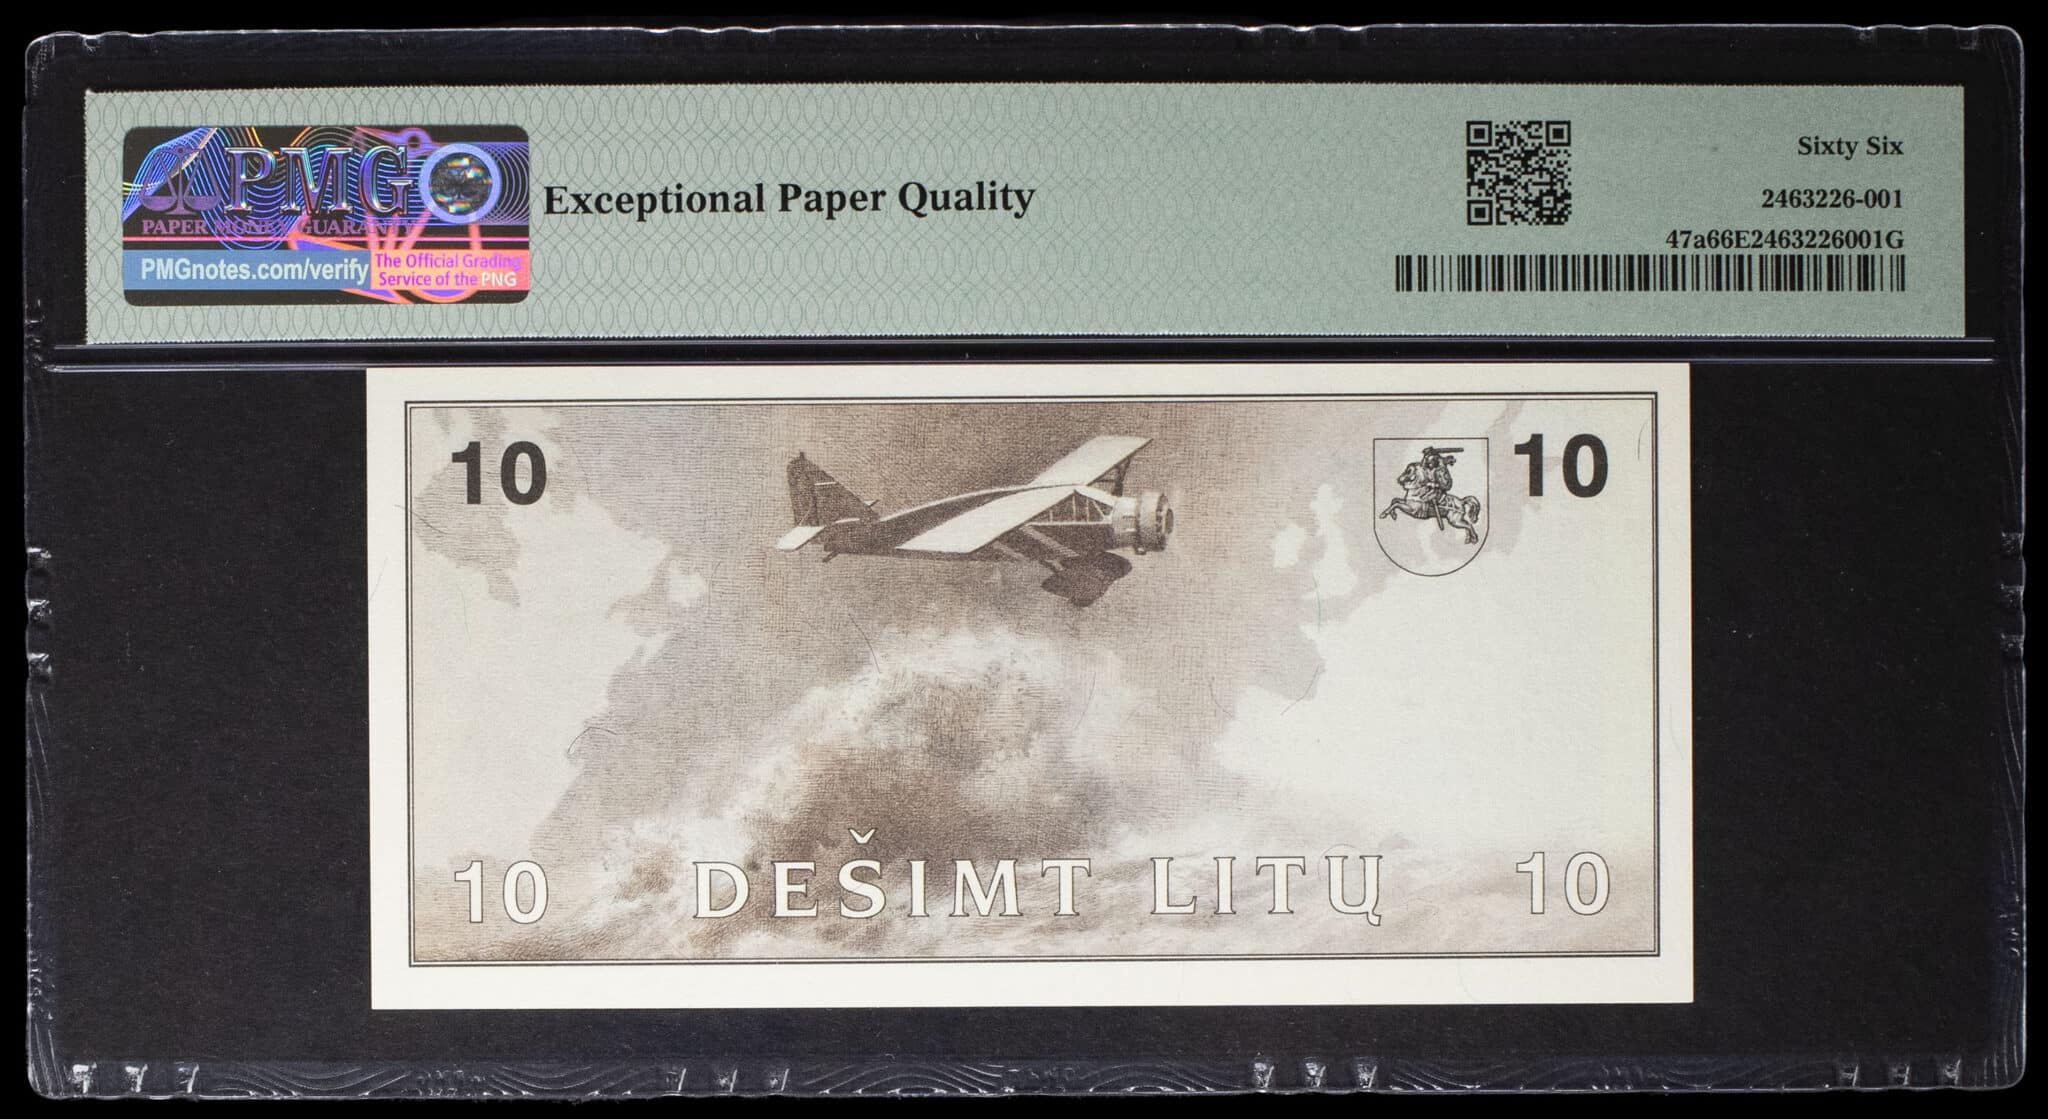 PMG
PAPER MONEY GUARANTY
PMGnotes.com/verify
The Official Grading
Service of the PNG
Exceptional Paper Quality
Sixty Six
2463226-001
47a66E2463226001G
10
10
10
DEŠIMT LITŲ
10